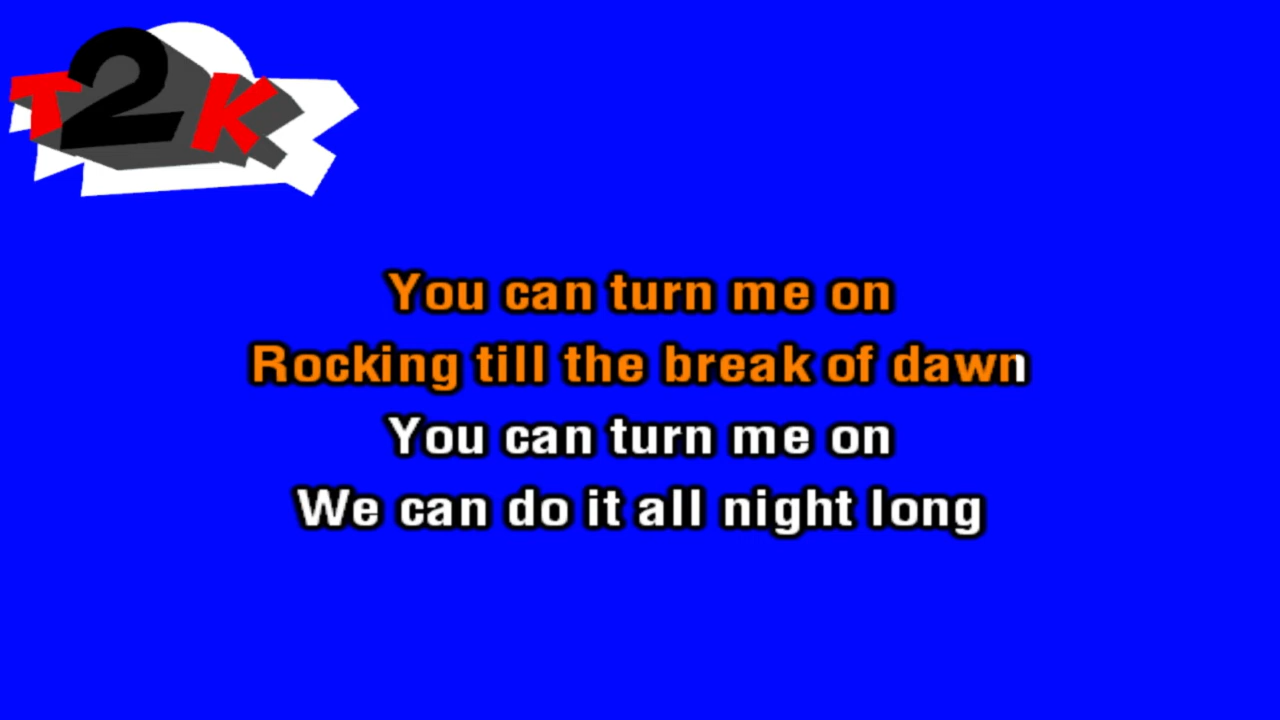 T2K
You can turn me on
Rocking till the break of dawn
You can turn me on
We can do it all night long